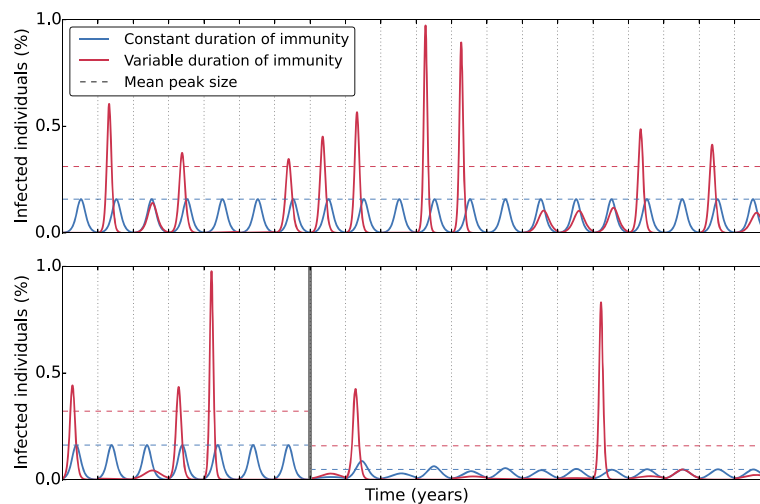 1.0
Constant duration of immunity
Variable duration of immunity
Mean peak size
0.5
0.0
Infected individuals (%)
1.0
0.5
0.0
Infected individuals (%)
Time (years)